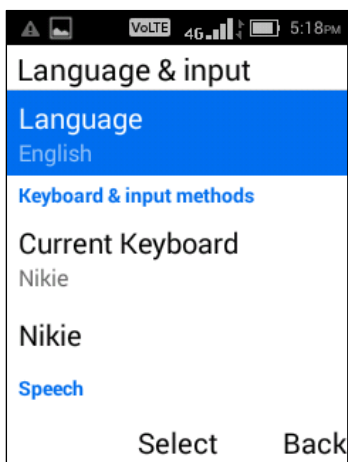 VoLTE 4G 5:18PM
Language & input
Language
English
Keyboard & input methods
Current Keyboard
Nikie
Nikie
Speech
Select Back